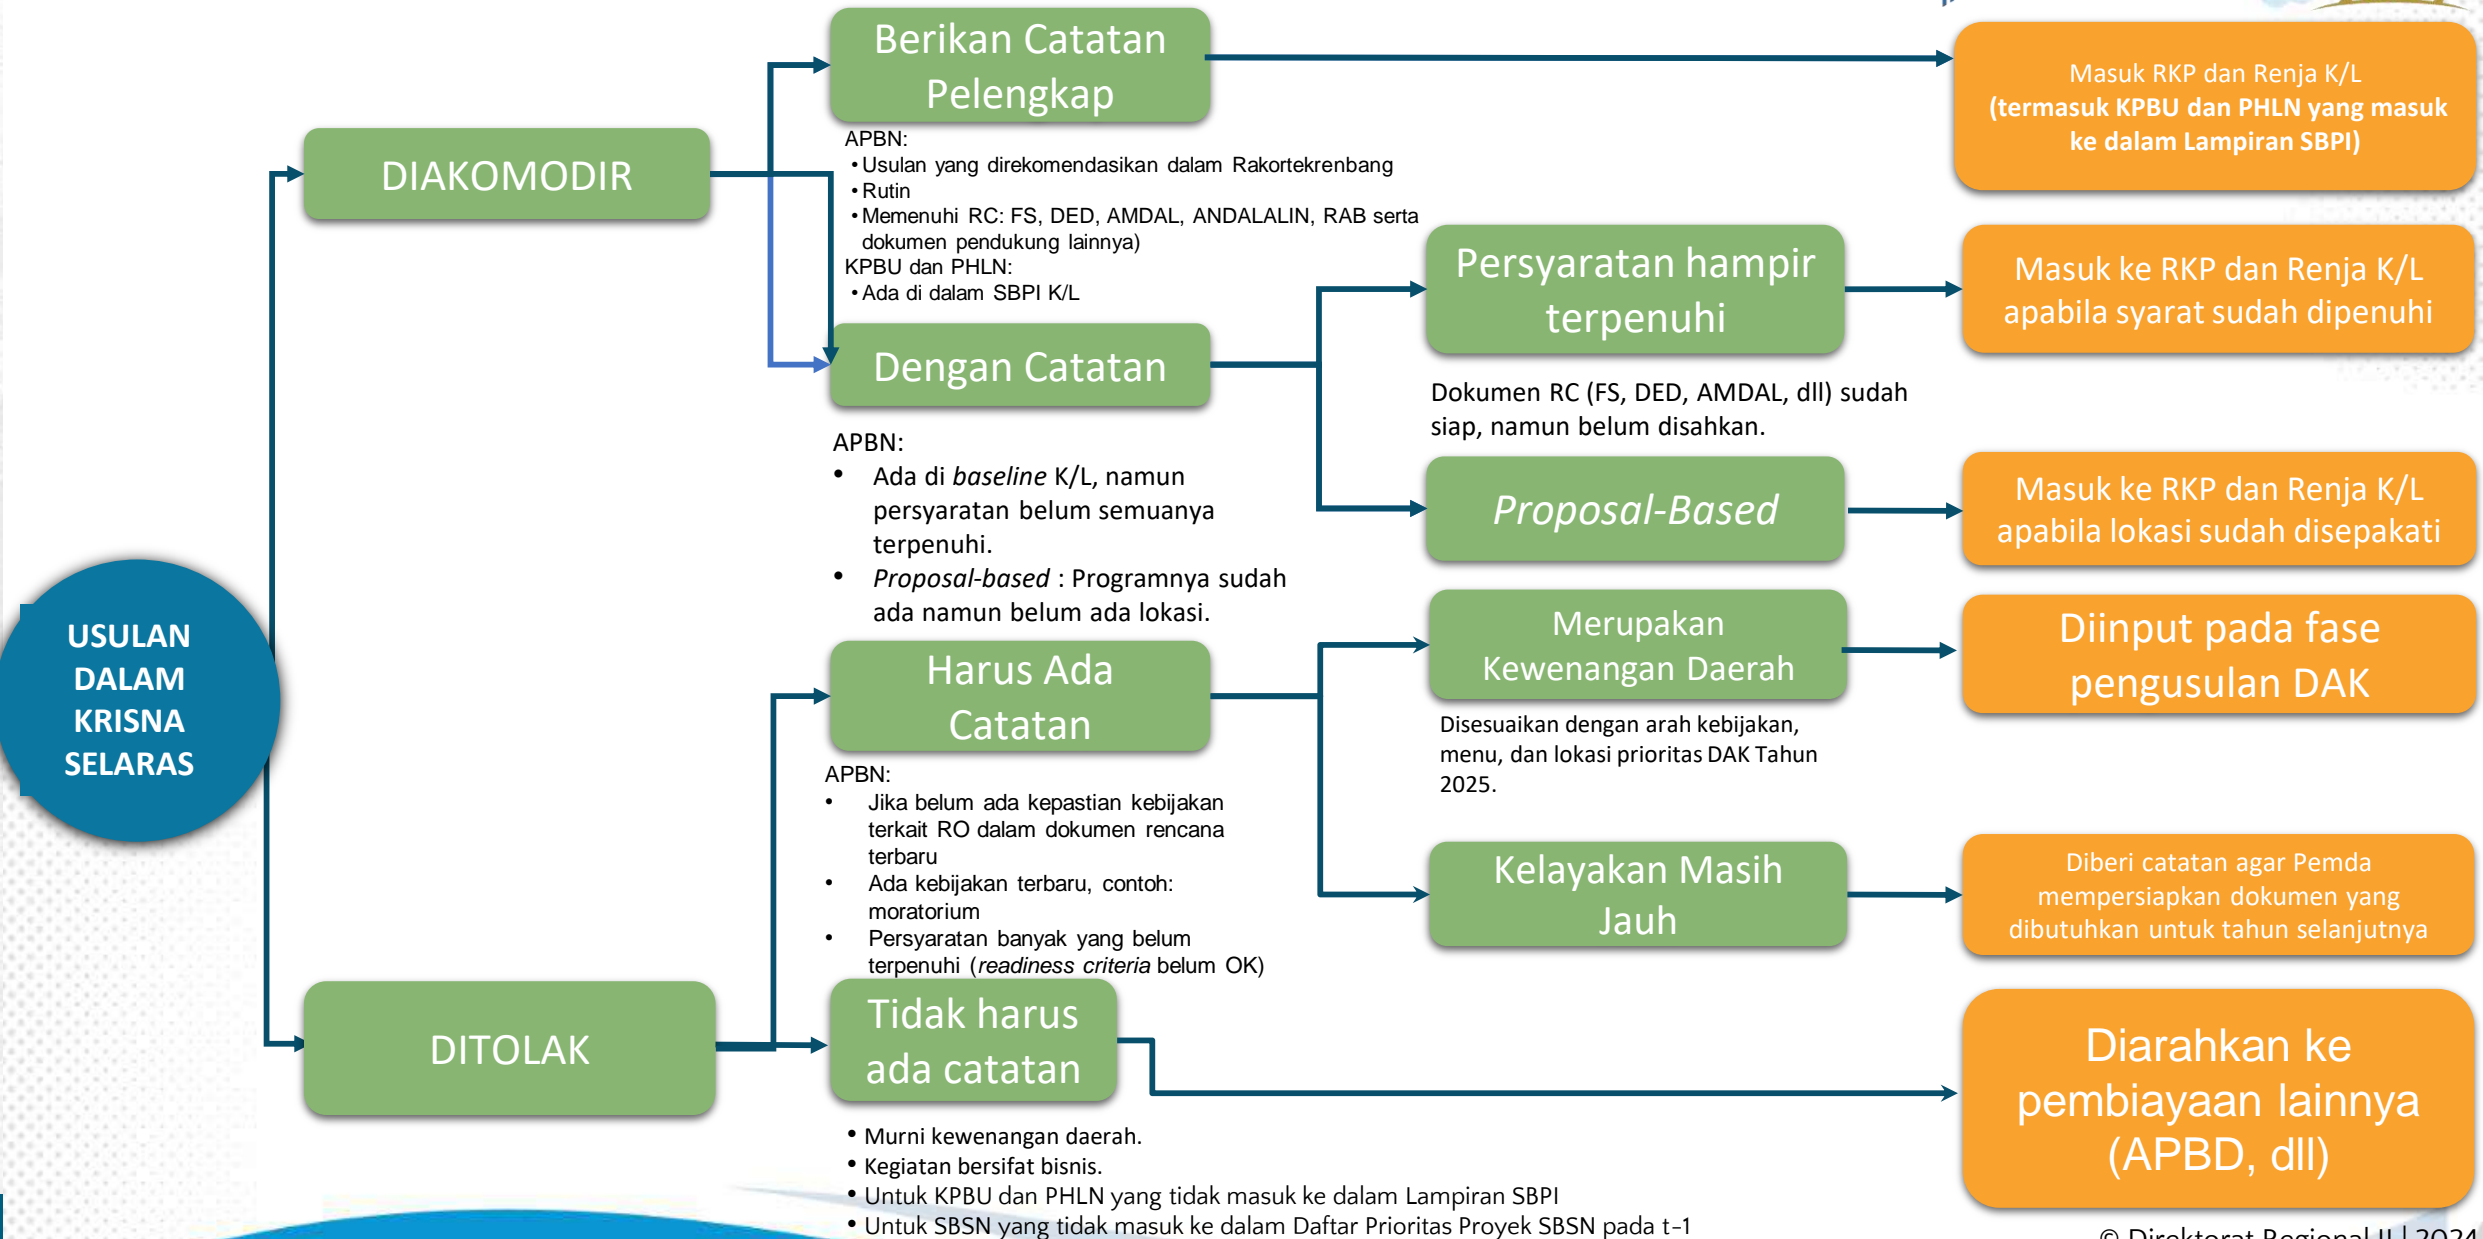 Berikan Catatan
Pelengkap
Masuk RKP dan Renja K/L
(termasuk KPBU dan PHLN yang masuk
ke dalam Lampiran SBPI)
DIAKOMODIR
APBN:
• Usulan yang direkomendasikan dalam Rakortekrenbang
• Rutin
• Memenuhi RC: FS, DED, AMDAL, ANDALALIN, RAB serta
dokumen pendukung lainnya)
KPBU dan PHLN:
• Ada di dalam SBPI K/L
Persyaratan hampir
terpenuhi
Masuk ke RKP dan Renja K/L
apabila syarat sudah dipenuhi
Dengan Catatan
Dokumen RC (FS, DED, AMDAL, dll) sudah
siap, namun belum disahkan.
APBN:
• Ada di baseline K/L, namun
persyaratan belum semuanya
terpenuhi.
• Proposal-based : Programnya sudah
ada namun belum ada lokasi.
Proposal-Based
Masuk ke RKP dan Renja K/L
apabila lokasi sudah disepakati
USULAN
DALAM
KRISNA
SELARAS
Harus Ada
Catatan
Merupakan
Kewenangan Daerah
Diinput pada fase
pengusulan DAK
Disesuaikan dengan arah kebijakan,
menu, dan lokasi prioritas DAK Tahun
2025.
APBN:
• Jika belum ada kepastian kebijakan
terkait RO dalam dokumen rencana
terbaru
• Ada kebijakan terbaru, contoh:
moratorium
• Persyaratan banyak yang belum
terpenuhi (readiness criteria belum OK)
Kelayakan Masih
Jauh
Diberi catatan agar Pemda
mempersiapkan dokumen yang
dibutuhkan untuk tahun selanjutnya
DITOLAK
Tidak harus
ada catatan
Diarahkan ke
pembiayaan lainnya
(APBD, dll)
• Murni kewenangan daerah.
• Kegiatan bersifat bisnis.
• Untuk KPBU dan PHLN yang tidak masuk ke dalam Lampiran SBPI
• Untuk SBSN yang tidak masuk ke dalam Daftar Prioritas Proyek SBSN pada t-1
© Direktorat Regional II | 2024